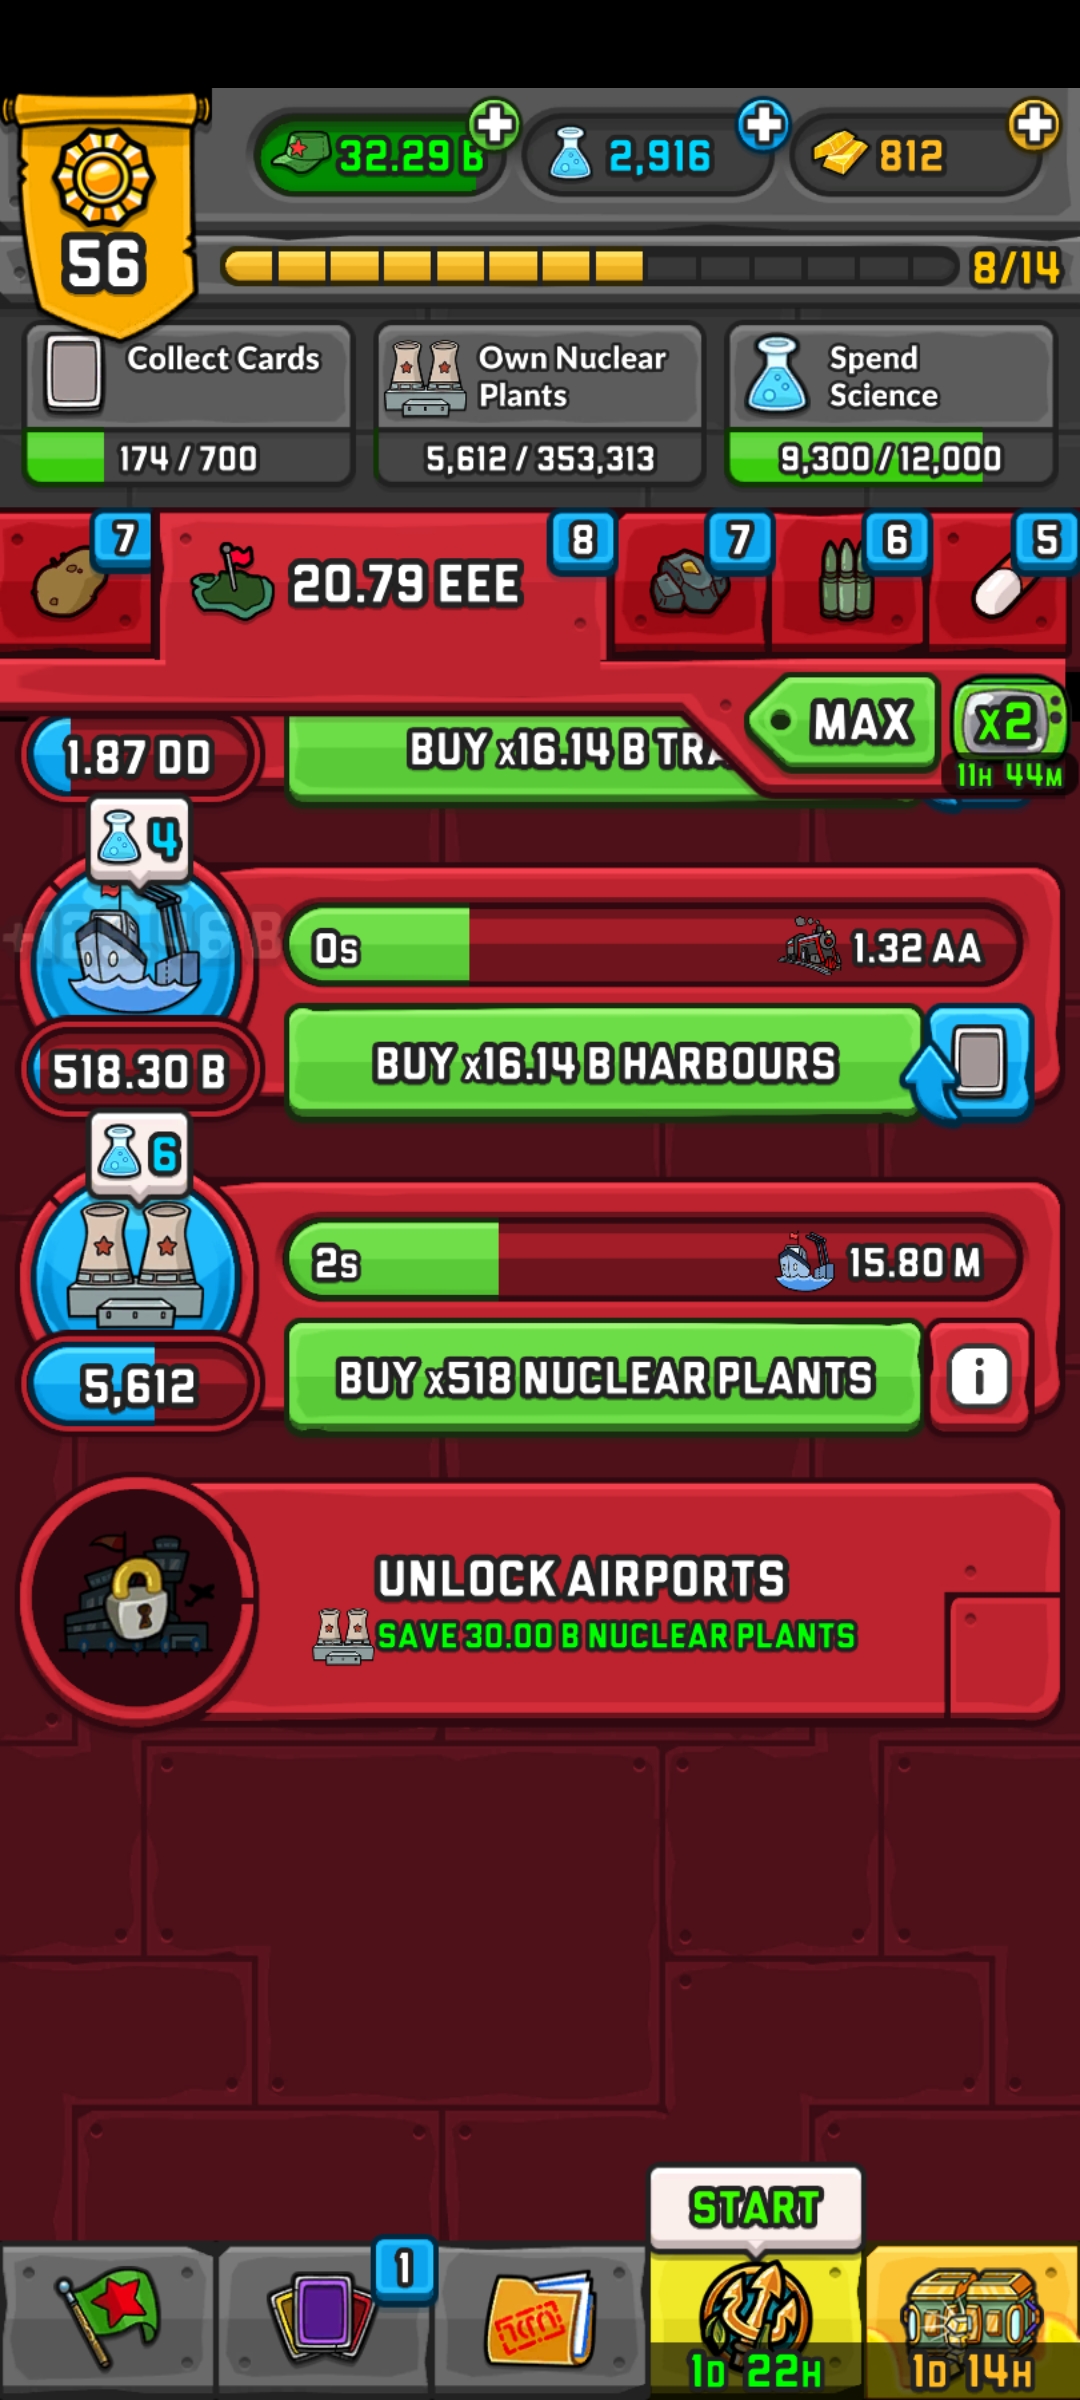 32.29 B
2,916
812
56
8/14
Collect Cards
174 / 700
Own Nuclear
Plants
5,612 / 353,313
Spend
Science
9,300 / 12,000
7
20.79 EEE
8
7
6
5
MAX
x2
11H 44M
1.87 DD
BUY x16.14 B TRA
4
0s
1.32 AA
518.30 B
BUY x16.14 B HARBOURS
6
2s
15.80 M
5,612
BUY x518 NUCLEAR PLANTS
i
UNLOCK AIRPORTS
SAVE 30.00 B NUCLEAR PLANTS
START
1
1D 22H
1D 14H